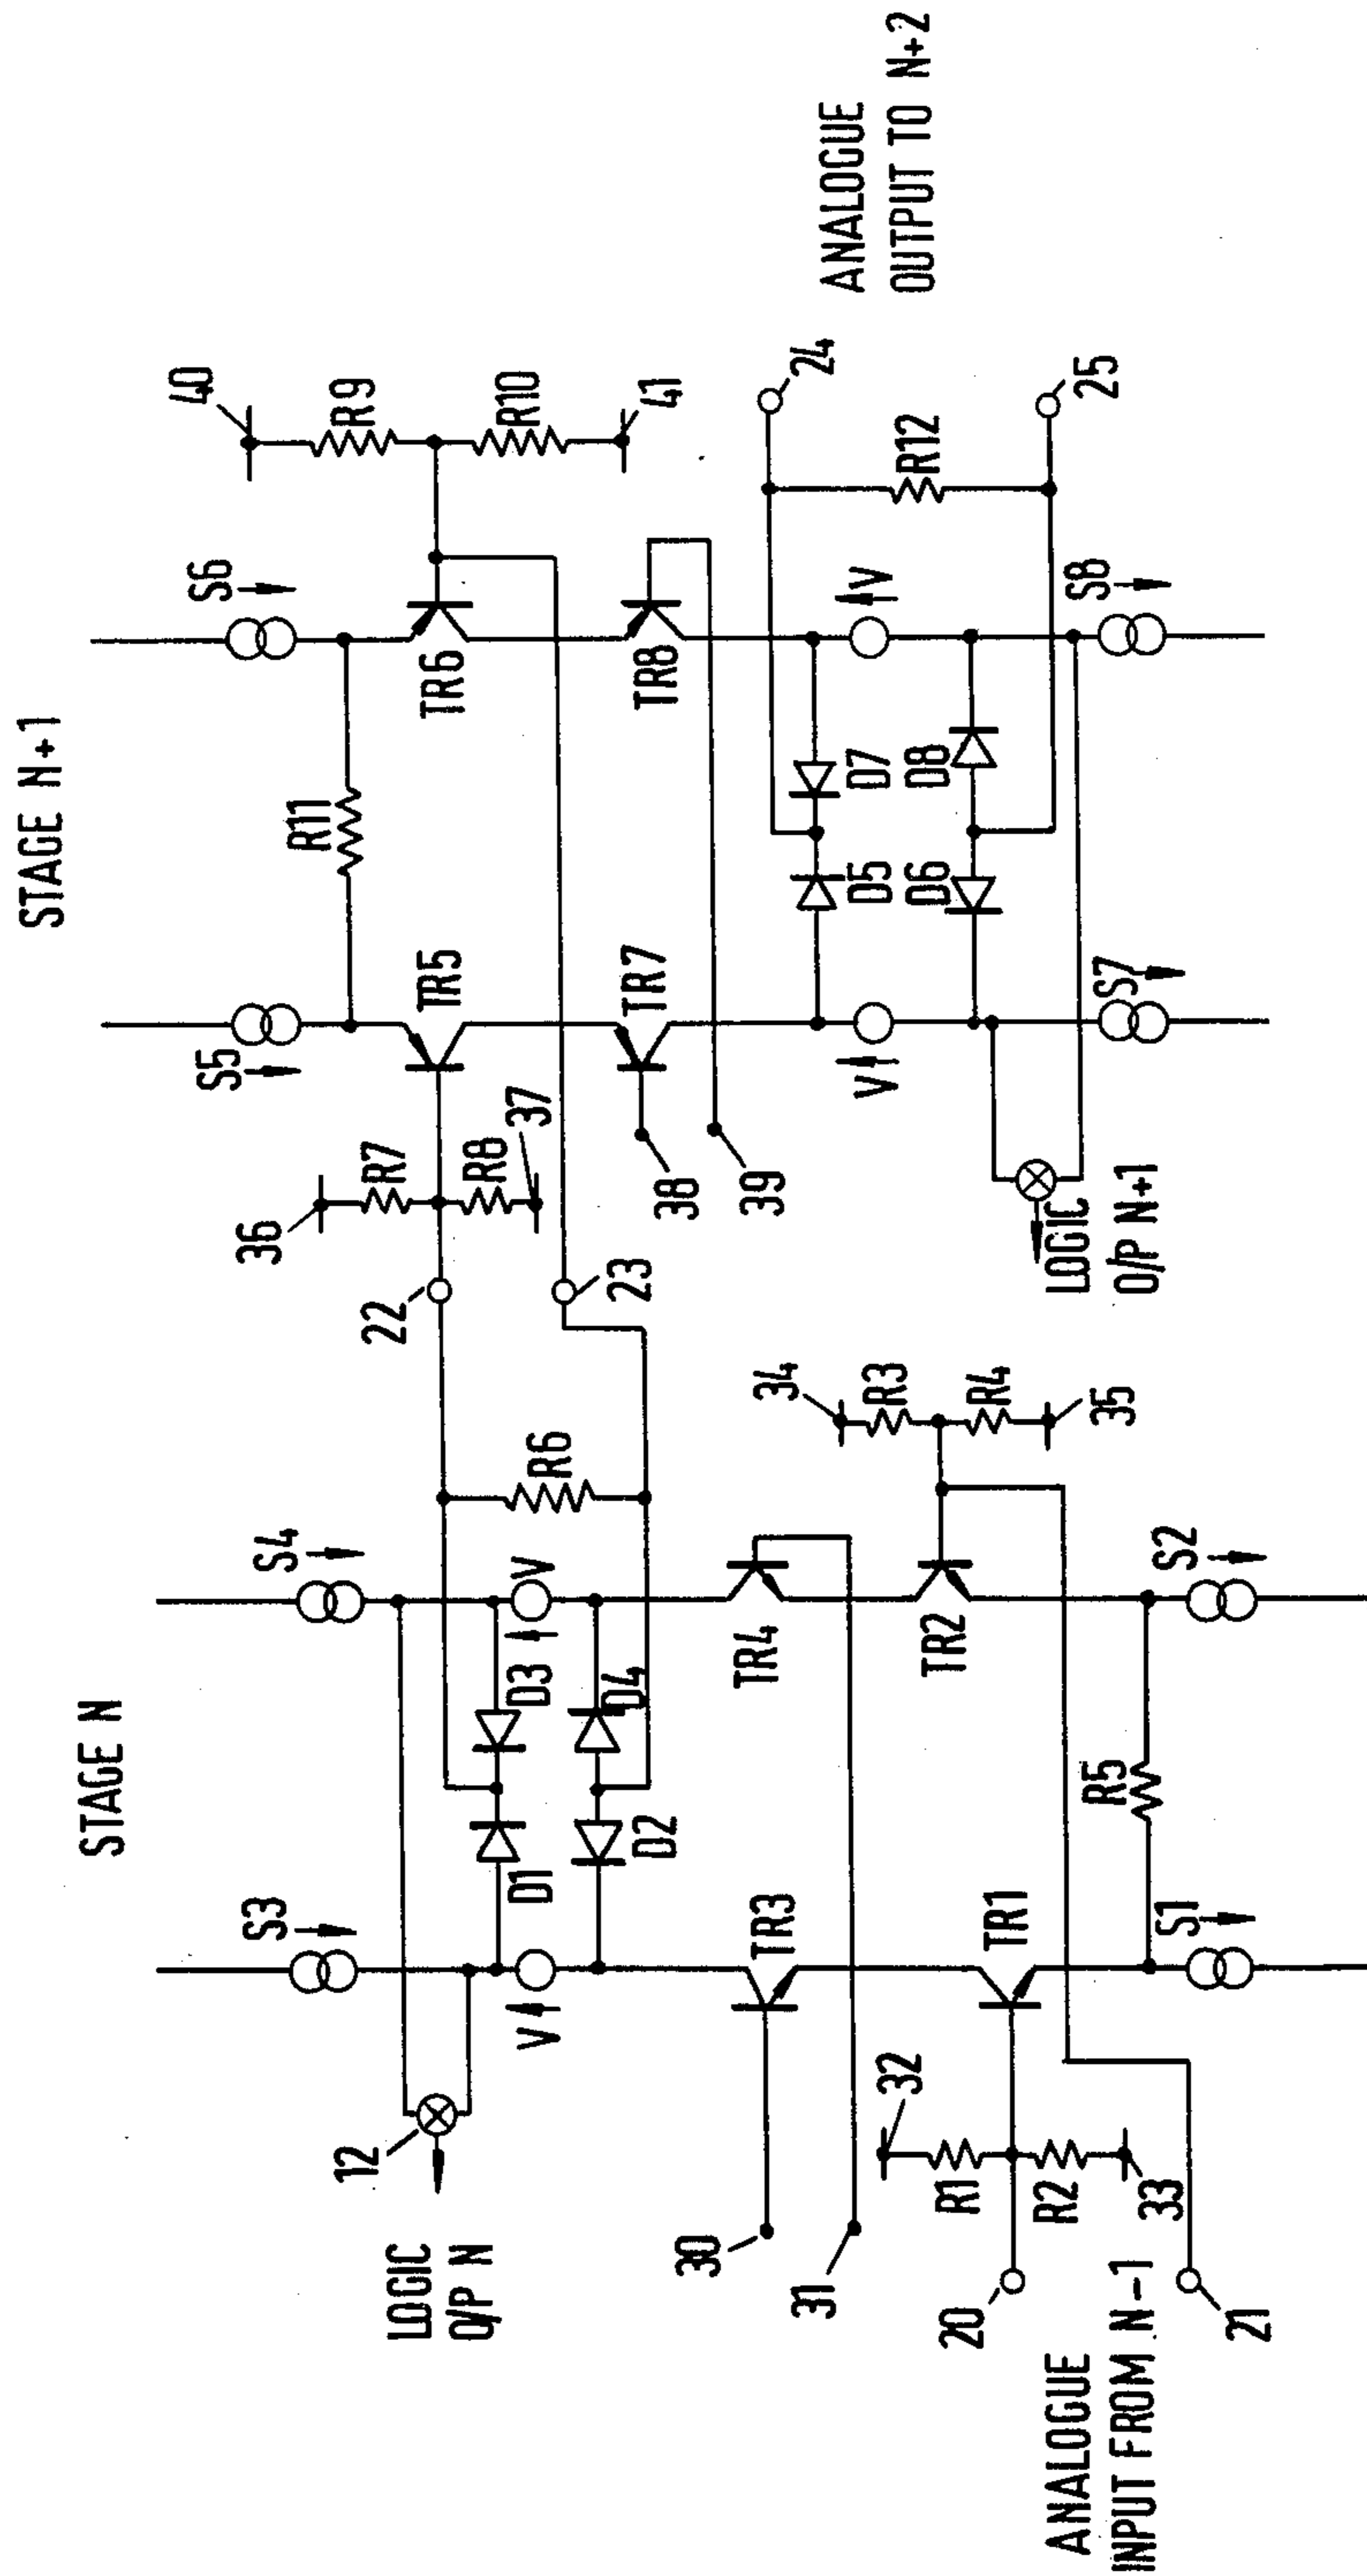 STAGE N
STAGE N+1
S3
S4
S5
S6
40
R9
R10
41
R11
TR5
TR6
36
R7
R8
37
22
23
12
LOGIC
O/P N
V
V
D1
D3
D2
D4
R6
38
39
TR7
TR8
30
31
TR3
TR4
34
R3
R4
35
32
R1
R2
33
20
21
ANALOGUE
INPUT FROM N-1
TR1
TR2
R5
S1
S2
D5
D7
D6
D8
V
V
S7
S8
LOGIC
O/P N+1
R12
24
25
ANALOGUE
OUTPUT TO N+2